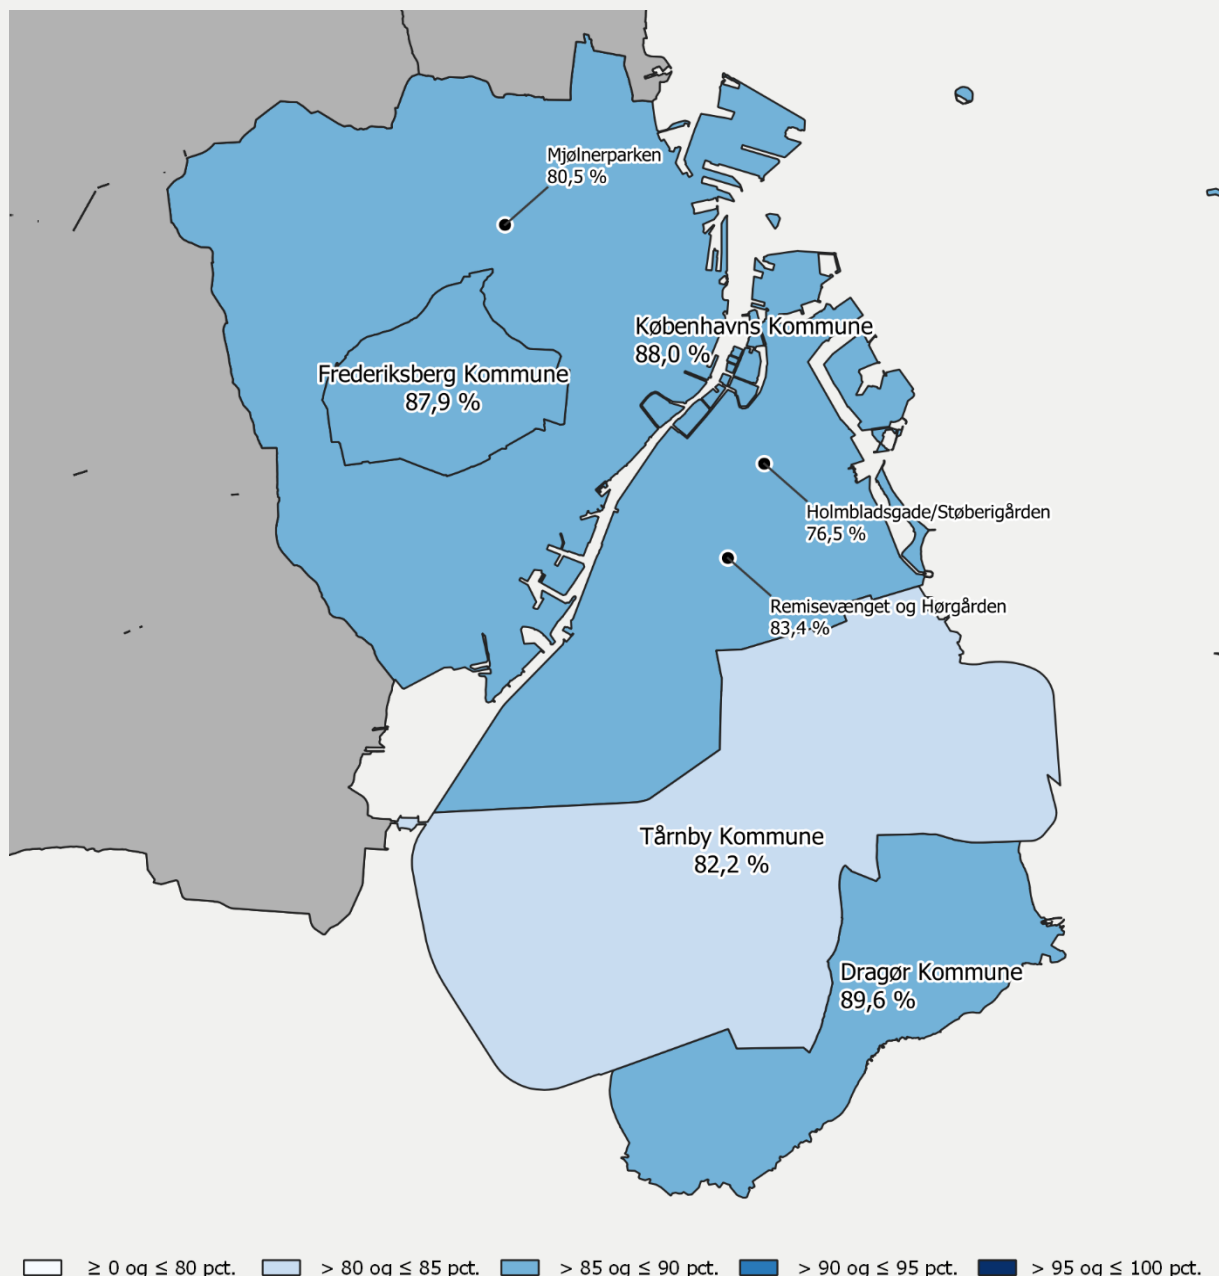 Mjølnerparken
80,5 %
Københavns Kommune
88,0 %
Frederiksberg Kommune
87,9 %
Holmbladsgade/Støberigården
76,5 %
Remisevænget og Hørgården
83,4 %
Tårnby Kommune
82,2 %
Dragør Kommune
89,6 %
≥ 0 og ≤ 80 pct. > 80 og ≤ 85 pct. > 85 og ≤ 90 pct. > 90 og ≤ 95 pct. > 95 og ≤ 100 pct.